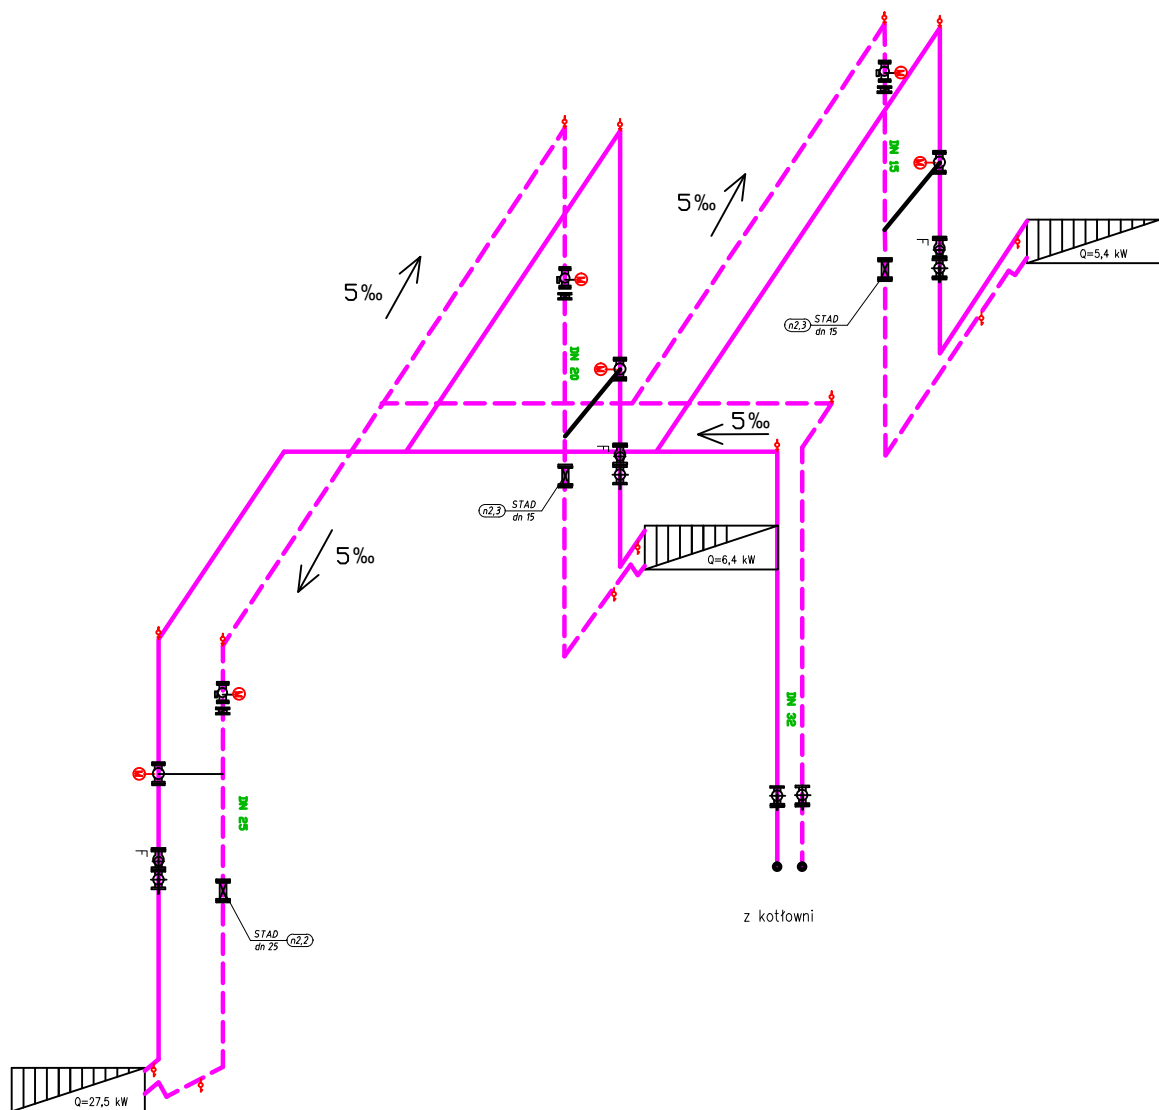 M
DN 15
M
5‰
F
Q=5,4 kW
5‰
M
n2,3 STAD
dn 15
DN 20
M
5‰
F
n2,3 STAD
dn 15
5‰
Q=6,4 kW
M
DN 32
M
DN 25
F
z kotłowni
STAD n2,2
dn 25
Q=27,5 kW